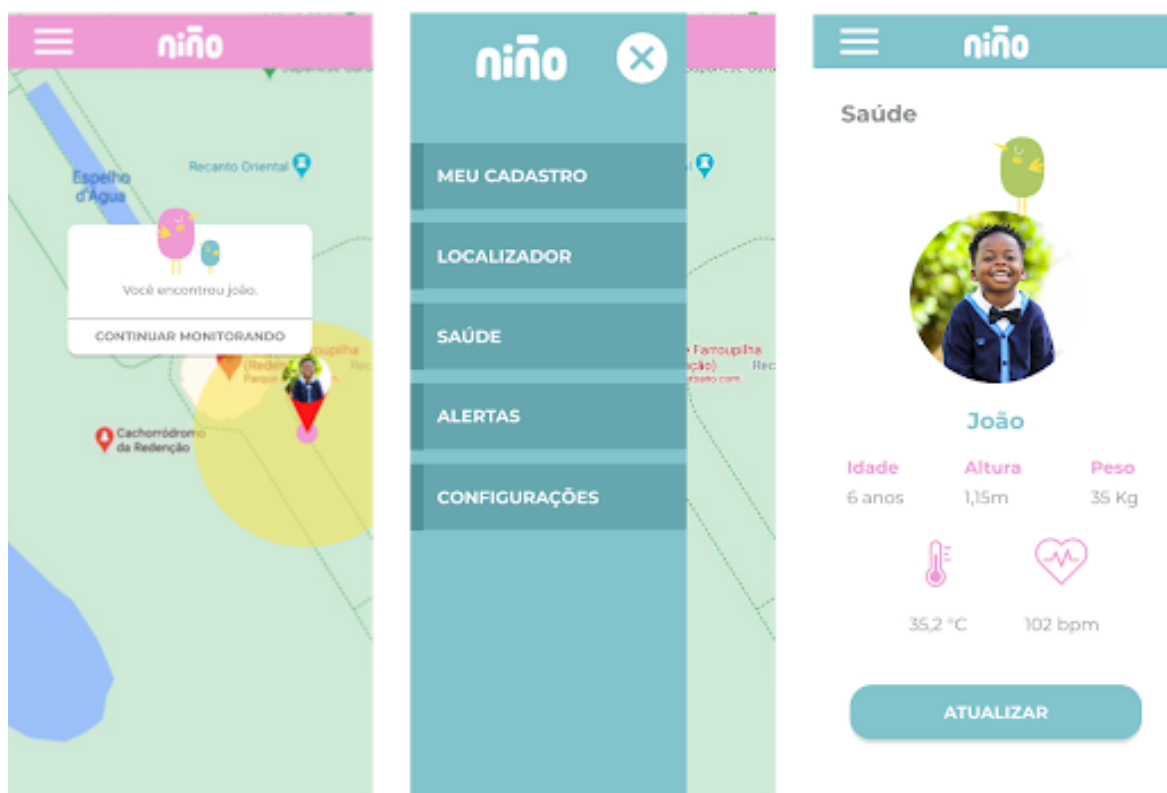 niño
Recanto Oriental
Espelho
d'Água
Você encontrou joão.
CONTINUAR MONITORANDO
Cachorródromo
da Redenção
niño
MEU CADASTRO
LOCALIZADOR
SAÚDE
ALERTAS
CONFIGURAÇÕES
Farroupilha
niño
Saúde
João
Idade Altura Peso
6 anos 1,15m 35 Kg
35,2 °C 102 bpm
ATUALIZAR